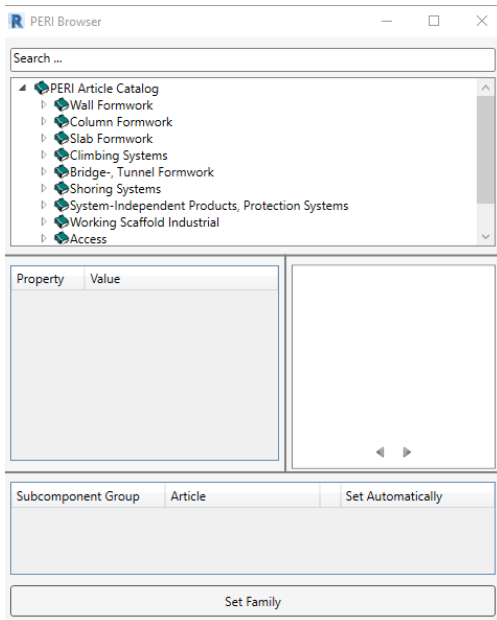 R PERI Browser
Search ...
PERI Article Catalog
Wall Formwork
Column Formwork
Slab Formwork
Climbing Systems
Bridge-, Tunnel Formwork
Shoring Systems
System-Independent Products, Protection Systems
Working Scaffold Industrial
Access
Property Value
Subcomponent Group Article Set Automatically
Set Family